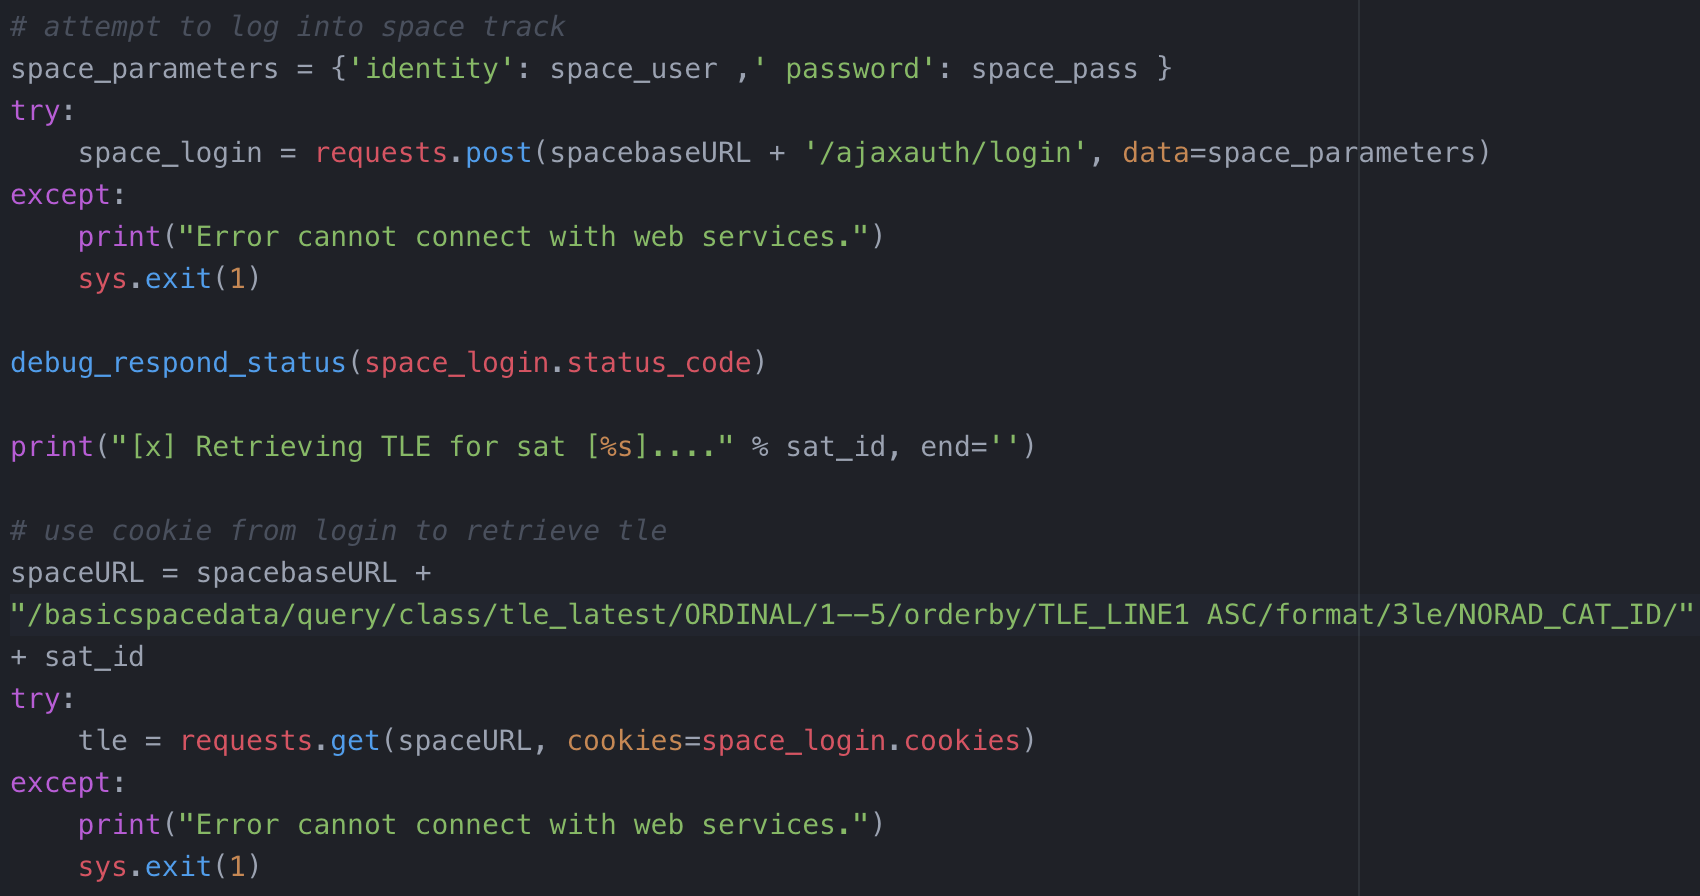 # attempt to log into space track
space_parameters = {'identity': space_user ,' password': space_pass }
try:
    space_login = requests.post(spacebaseURL + '/ajaxauth/login', data=space_parameters)
except:
    print("Error cannot connect with web services.")
    sys.exit(1)

debug_respond_status(space_login.status_code)

print("[x] Retrieving TLE for sat [%s]...." % sat_id, end='')

# use cookie from login to retrieve tle
spaceURL = spacebaseURL +
"/basicspacedata/query/class/tle_latest/ORDINAL/1--5/orderby/TLE_LINE1 ASC/format/3le/NORAD_CAT_ID/"
+ sat_id
try:
    tle = requests.get(spaceURL, cookies=space_login.cookies)
except:
    print("Error cannot connect with web services.")
    sys.exit(1)